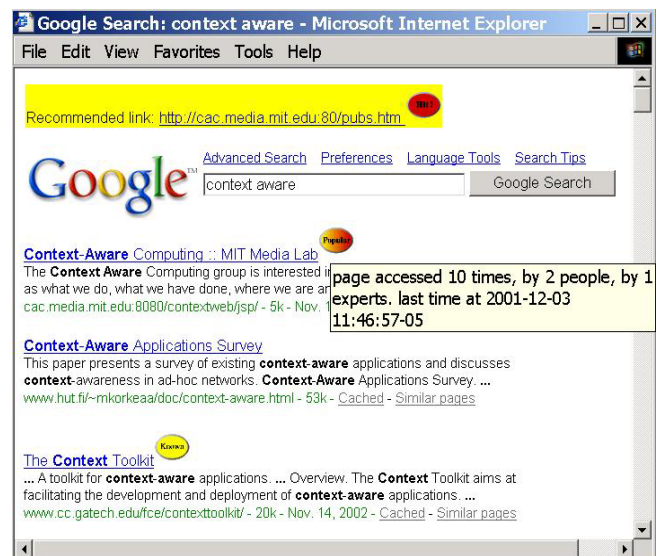 Google Search: context aware - Microsoft Internet Explorer
File Edit View Favorites Tools Help
Hit!
Recommended link: http://cac.media.mit.edu:80/pubs.htm
Advanced Search Preferences Language Tools Search Tips
Google™
context aware Google Search
Popular
Context-Aware Computing :: MIT Media Lab
The Context Aware Computing group is interested in
as what we do, what we have done, where we are
cac.media.mit.edu:8080/contextweb/jsp/ - 5k - Nov. 1
page accessed 10 times, by 2 people, by 1
experts. last time at 2001-12-03
11:46:57-05
Context-Aware Applications Survey
This paper presents a survey of existing context-aware applications and discusses
context-awareness in ad-hoc networks. Context-Aware Applications Survey. ...
www.hut.fi/~mkorkeaa/doc/context-aware.html - 53k - Cached - Similar pages
Known
The Context Toolkit
... A toolkit for context-aware applications. ... Overview. The Context Toolkit aims at
facilitating the development and deployment of context-aware applications. ...
www.cc.gatech.edu/fce/contexttoolkit/ - 20k - Nov. 14, 2002 - Cached - Similar pages